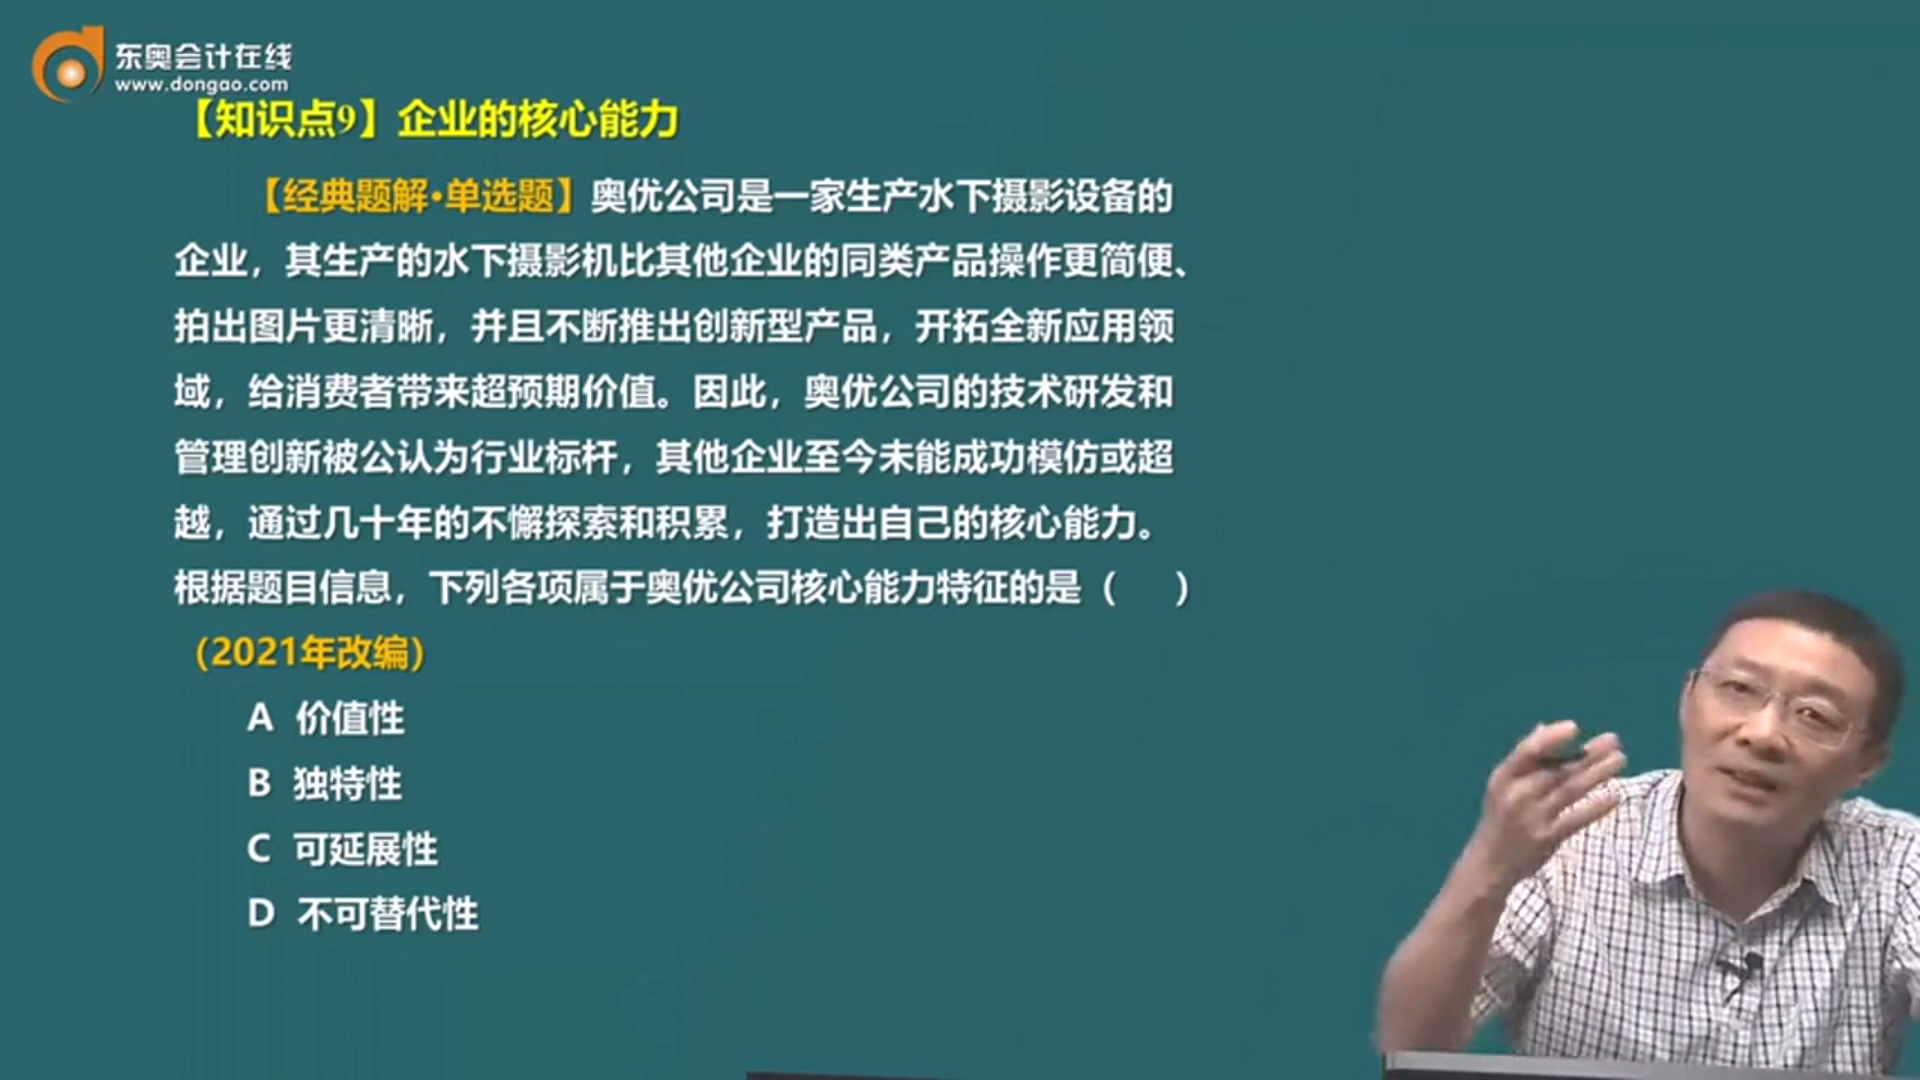 东奥会计在线
www.dongao.com
【知识点9】企业的核心能力
【经典题解•单选题】奥优公司是一家生产水下摄影设备的
企业，其生产的水下摄影机比其他企业的同类产品操作更简便、
拍出图片更清晰，并且不断推出创新型产品，开拓全新应用领
域，给消费者带来超预期价值。因此，奥优公司的技术研发和
管理创新被公认为行业标杆，其他企业至今未能成功模仿或超
越，通过几十年的不懈探索和积累，打造出自己的核心能力。
根据题目信息，下列各项属于奥优公司核心能力特征的是（ ）
（2021年改编）
A 价值性
B 独特性
C 可延展性
D 不可替代性